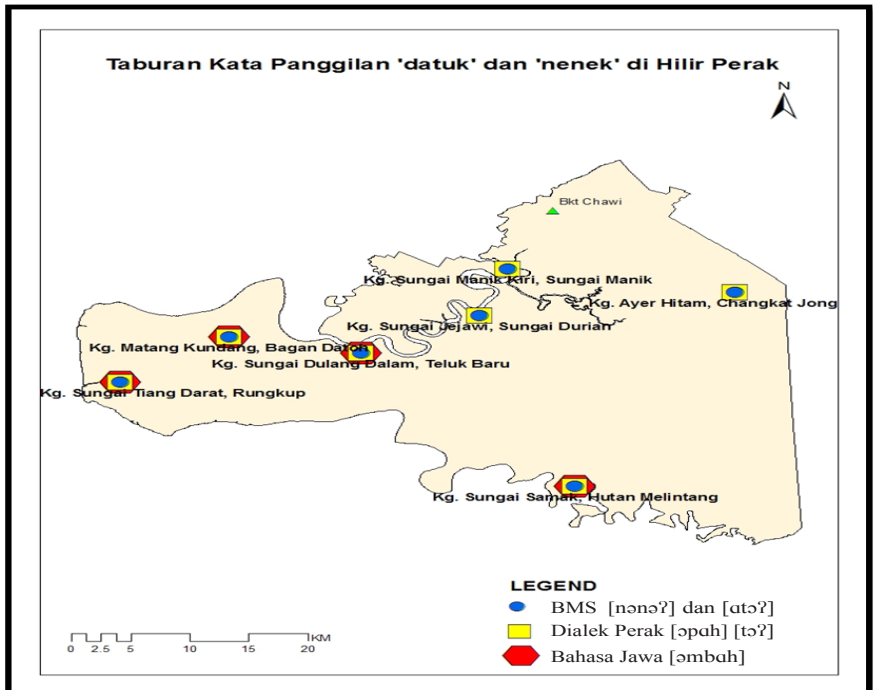 Taburan Kata Panggilan 'datuk' dan 'nenek' di Hilir Perak
N
Bkt Chawi
Kg. Sungai Manik Kiri, Sungai Manik
Kg. Ayer Hitam, Changkat Jong
Kg. Sungai Jejawi, Sungai Durian
Kg. Matang Kundang, Bagan Datoh
Kg. Sungai Dulang Dalam, Teluk Baru
Kg. Sungai Tiang Darat, Rungkup
Kg. Sungai Samak, Hutan Melintang
LEGEND
BMS [nənəʔ] dan [ɑtɔʔ]
Dialek Perak [ɔpɑh] [tɔʔ]
Bahasa Jawa [əmbɑh]
KM
0 2.5 5 10 15 20